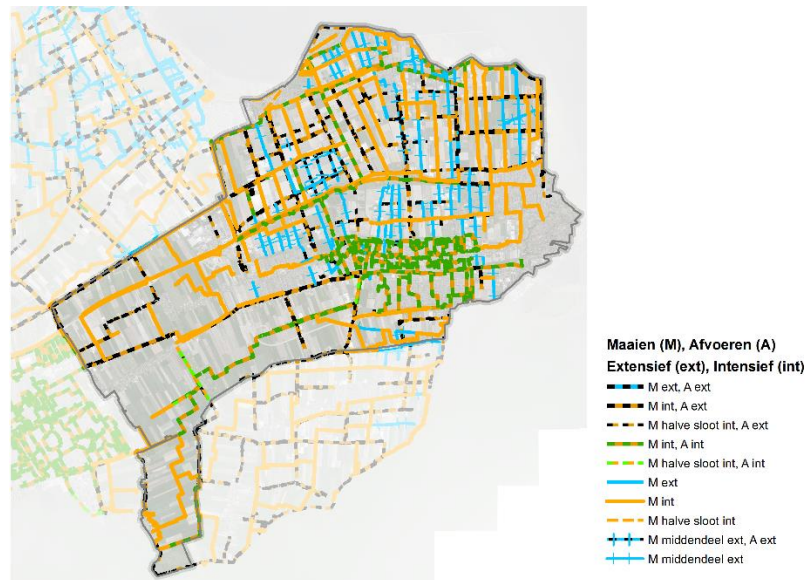 Maaien (M), Afvoeren (A)
Extensief (ext), Intensief (int)
M ext, A ext
M int, A ext
M halve sloot int, A ext
M int, A int
M halve sloot int, A int
M ext
M int
M halve sloot int
M middendeel ext, A ext
M middendeel ext